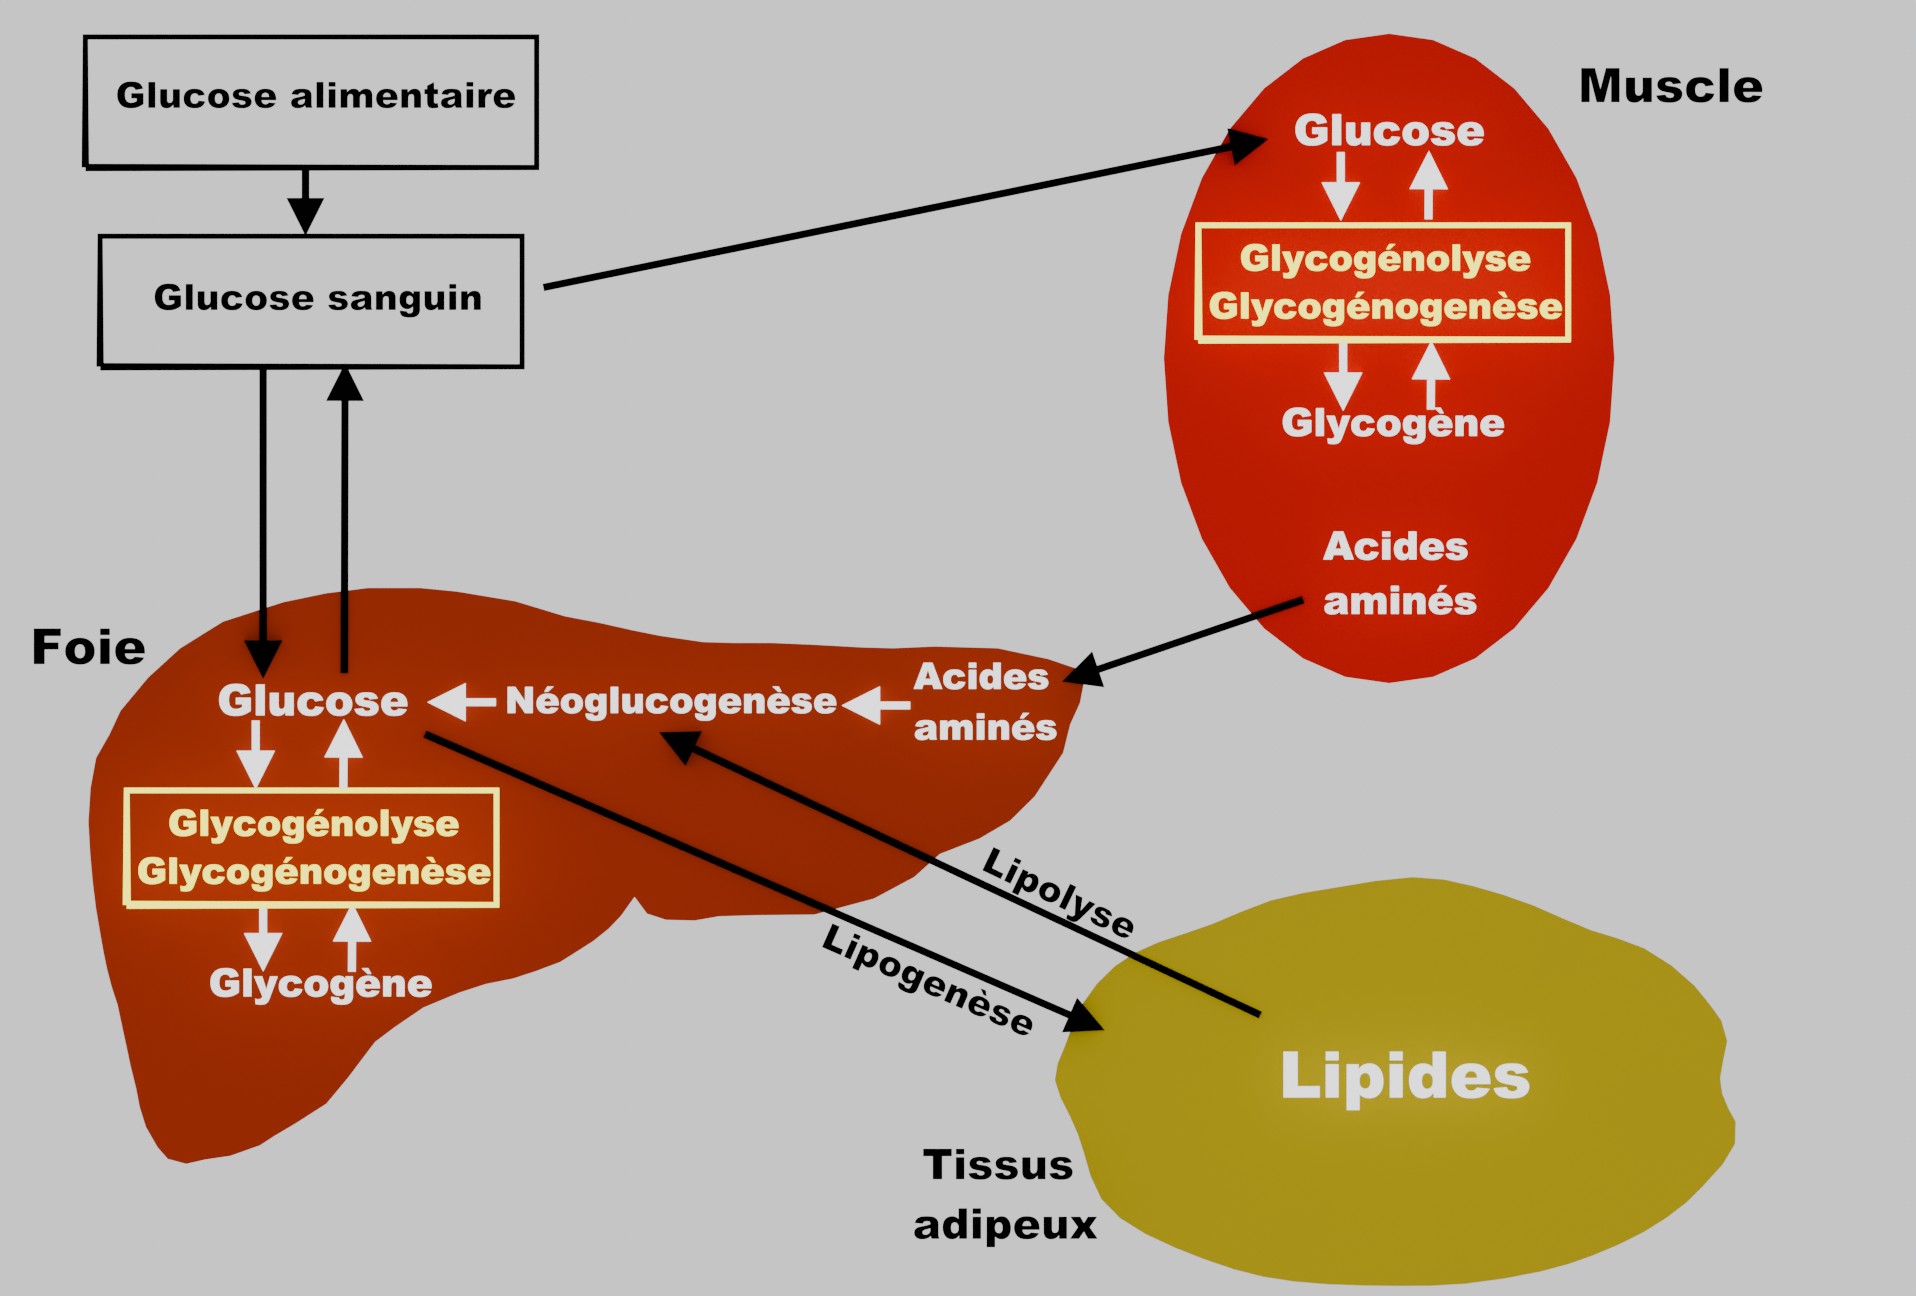 Glucose alimentaire
Glucose sanguin
Muscle
Glucose
Glycogénolyse
Glycogénogenèse
Glycogène
Acides
aminés
Foie
Glucose
Néoglucogenèse
Acides
aminés
Glycogénolyse
Glycogénogenèse
Glycogène
Lipolyse
Lipogenèse
Lipides
Tissus
adipeux